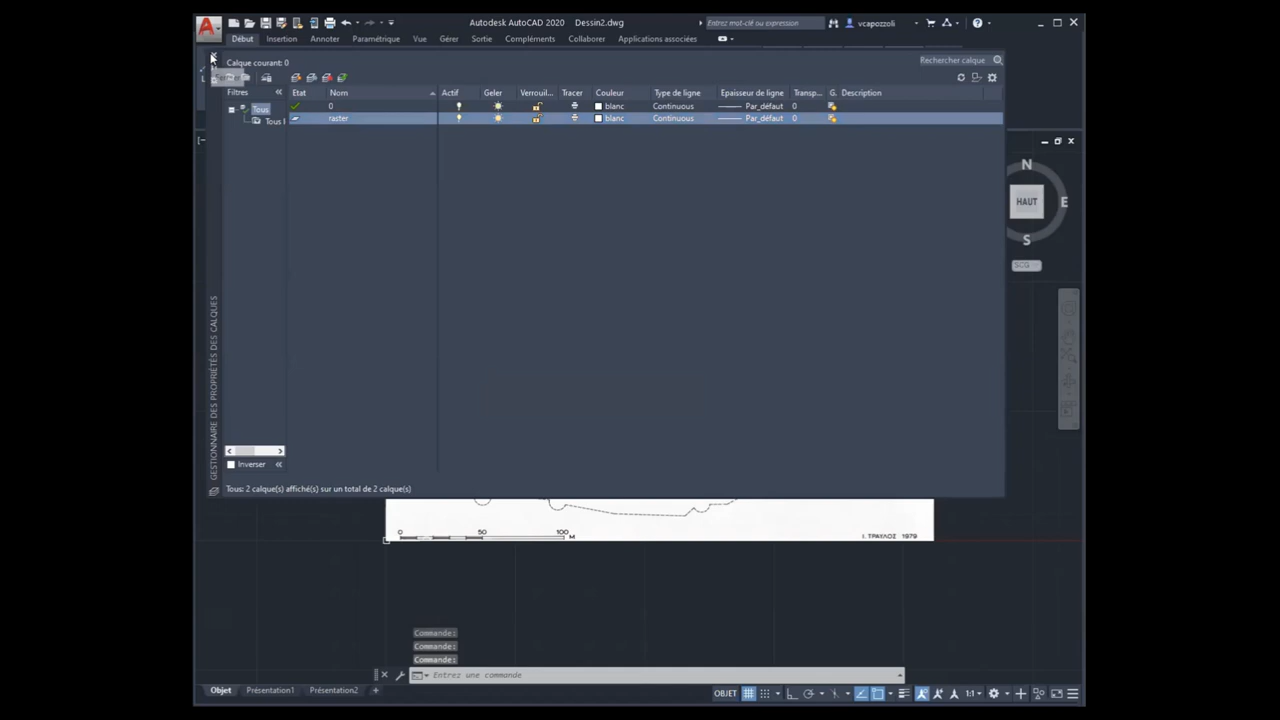 Autodesk AutoCAD 2020 Dessin2.dwg
Entrez mot-clé ou expression
vcapozzoli
Début Insertion Annoter Paramétrique Vue Gérer Sortie Compléments Collaborer Applications associées
Calque courant: 0
Rechercher calque
Filtres
Etat Nom Actif Geler Verrouil... Tracer Couleur Type de ligne Epaisseur de ligne Transp... G. Description
Tous
0 blanc Continuous Par_défaut 0
Tous l
raster blanc Continuous Par_défaut 0
N
HAUT
E
S
SCG
GESTIONNAIRE DES PROPRIÉTÉS DES CALQUES
Inverser
Tous: 2 calque(s) affiché(s) sur un total de 2 calque(s)
0 50 100 M
Ι. ΤΡΑΥΛΟΣ 1979
Commande:
Commande:
Commande:
Entrez une commande
Objet Présentation1 Présentation2 +
OBJET
1:1